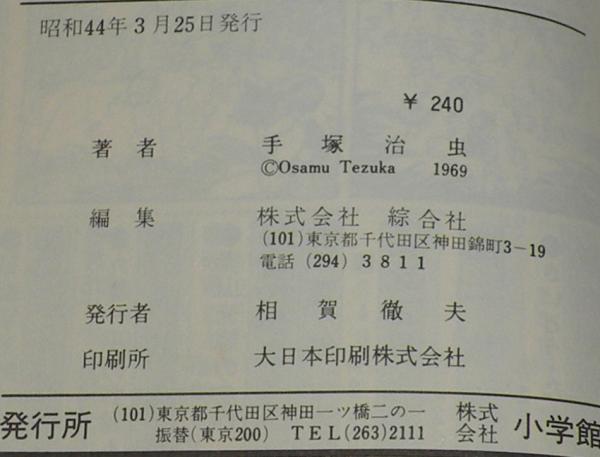 昭和44年3月25日発行
¥ 240
著者 手塚治虫
©Osamu Tezuka 1969
編集 株式会社 綜合社
(101)東京都千代田区神田錦町3-19
電話 (294) 3811
発行者 相賀徹夫
印刷所 大日本印刷株式会社
発行所 (101)東京都千代田区神田一ツ橋二の一 株式会社 小学館
振替(東京200) TEL(263)2111